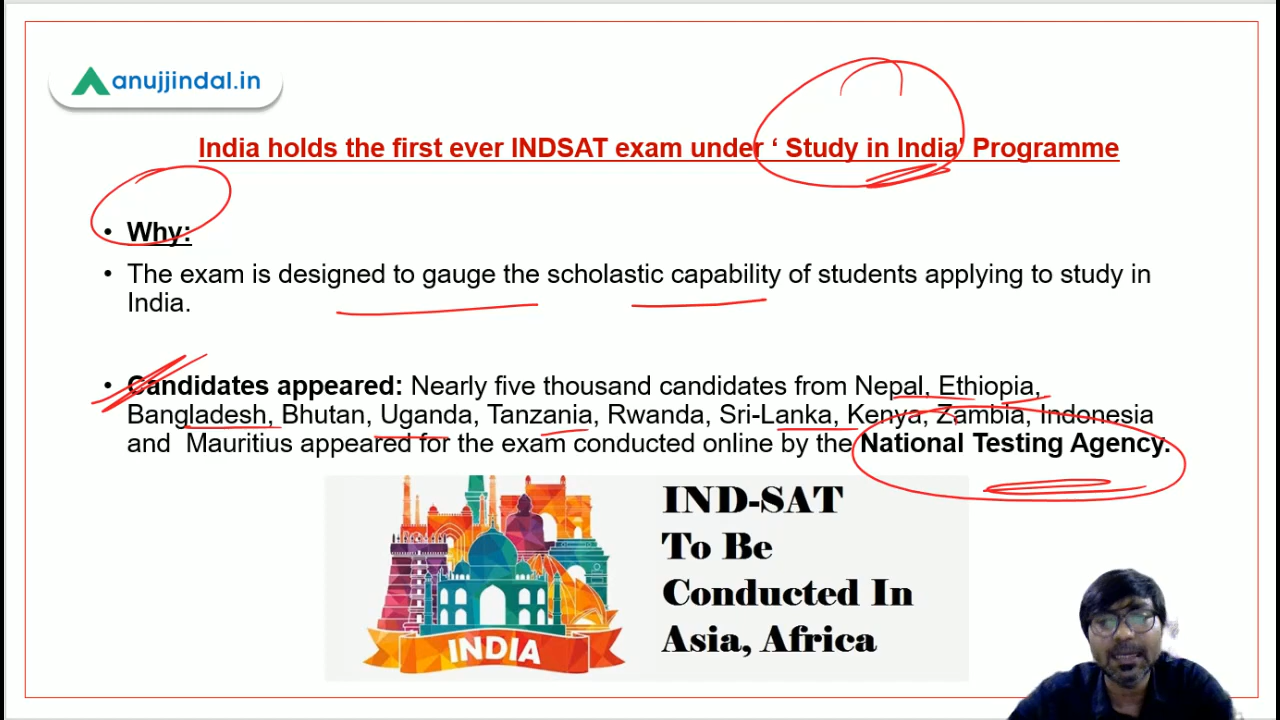 anujjindal.in
India holds the first ever INDSAT exam under ‘ Study in India’ Programme
• Why:
• The exam is designed to gauge the scholastic capability of students applying to study in
India.
• Candidates appeared: Nearly five thousand candidates from Nepal, Ethiopia,
Bangladesh, Bhutan, Uganda, Tanzania, Rwanda, Sri-Lanka, Kenya, Zambia, Indonesia
and Mauritius appeared for the exam conducted online by the National Testing Agency.
IND-SAT
To Be
Conducted In
Asia, Africa
INDIA